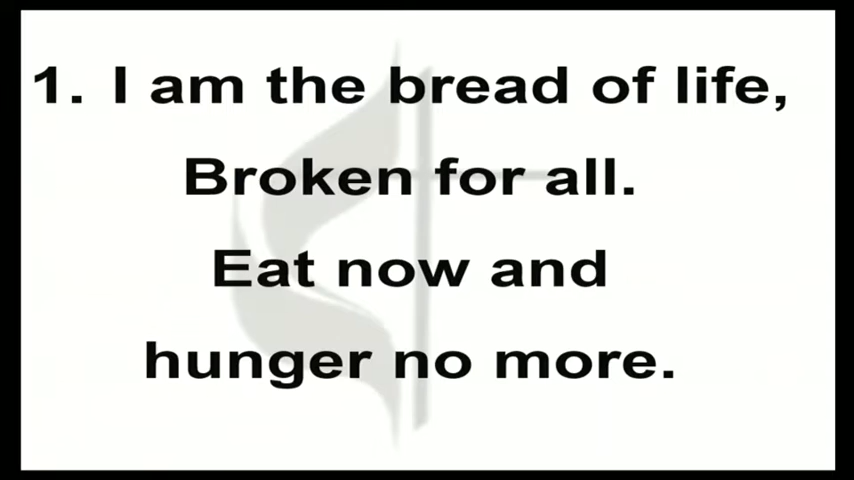 1. I am the bread of life,
Broken for all.
Eat now and
hunger no more.